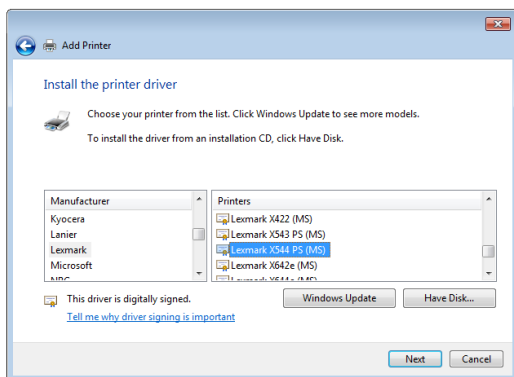 Add Printer
Install the printer driver
Choose your printer from the list. Click Windows Update to see more models.
To install the driver from an installation CD, click Have Disk.
Manufacturer
Kyocera
Lanier
Lexmark
Microsoft
Printers
Lexmark X422 (MS)
Lexmark X543 PS (MS)
Lexmark X544 PS (MS)
Lexmark X642e (MS)
This driver is digitally signed.
Tell me why driver signing is important
Windows Update
Have Disk...
Next
Cancel